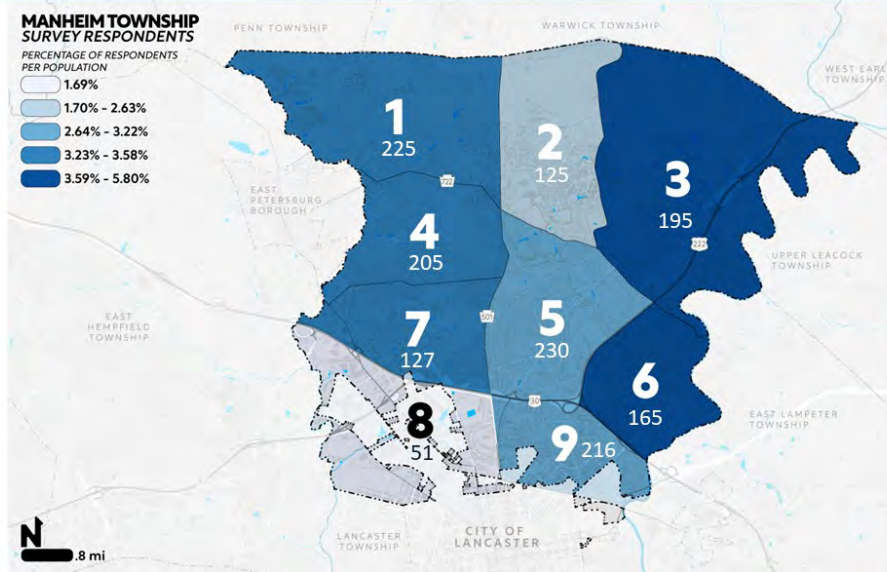 MANHEIM TOWNSHIP
SURVEY RESPONDENTS
PERCENTAGE OF RESPONDENTS
PER POPULATION
1.69%
1.70% - 2.63%
2.64% - 3.22%
3.23% - 3.58%
3.59% - 5.80%
PENN TOWNSHIP
WARWICK TOWNSHIP
WEST EARL
TOWNSHIP
1
225
2
125
3
195
722
EAST
PETERSBURG
BOROUGH
4
205
222
UPPER LEACOCK
TOWNSHIP
EAST
HEMPFIELD
TOWNSHIP
7
127
501
5
230
6
165
30
EAST LAMPETER
TOWNSHIP
8
51
9 216
N
.8 mi
LANCASTER
TOWNSHIP
CITY OF
LANCASTER